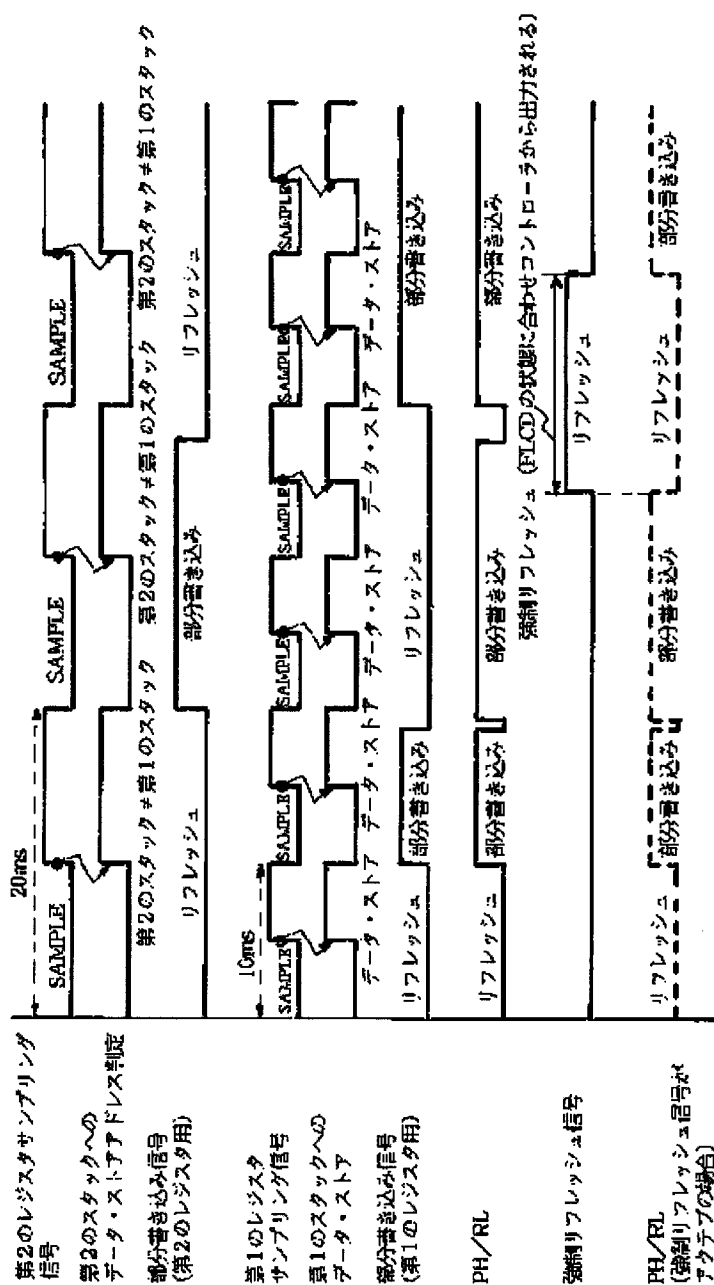 第2のレジスタサンプリング
信号
20ms
SAMPLE
SAMPLE
SAMPLE
第2のスタックへの
データ・ストアアドレス判定
第2のスタック≠第1のスタック
第2のスタック≠第1のスタック
第2のスタック≠第1のスタック
部分書き込み信号
(第2のレジスタ用)
リフレッシュ
部分書き込み
リフレッシュ
第1のレジスタ
サンプリング信号
10ms
SAMPLE
SAMPLE
SAMPLE
SAMPLE
SAMPLE
SAMPLE
第1のスタックへの
データ・ストア
データ・ストア
データ・ストア
データ・ストア
データ・ストア
データ・ストア
部分書き込み信号
(第1のレジスタ用)
リフレッシュ
部分書き込み
リフレッシュ
部分書き込み
PH/RL
リフレッシュ
部分書き込み
部分書き込み
部分書き込み
強制リフレッシュ (FLCDの状態に合わせコントローラから出力される)
強制リフレッシュ信号
リフレッシュ
PH/RL
強制リフレッシュ信号が
アクテブの場合)
リフレッシュ
部分書き込み
部分書き込み
リフレッシュ
部分書き込み